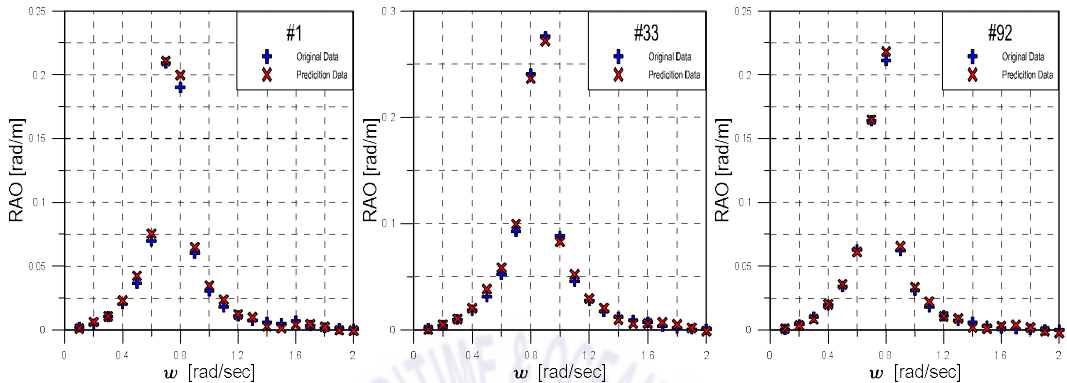 0.25
#1
Original Data
Predicition Data
0.2
0.15
0.1
0.05
0
RAO [rad/m]
0 0.4 0.8 1.2 1.6 2
w [rad/sec]
0.3
#33
Original Data
Predicition Data
0.2
0.1
0
RAO [rad/m]
0 0.4 0.8 1.2 1.6 2
w [rad/sec]
0.25
#92
Original Data
Predicition Data
0.2
0.15
0.1
0.05
0
RAO [rad/m]
0 0.4 0.8 1.2 1.6 2
w [rad/sec]